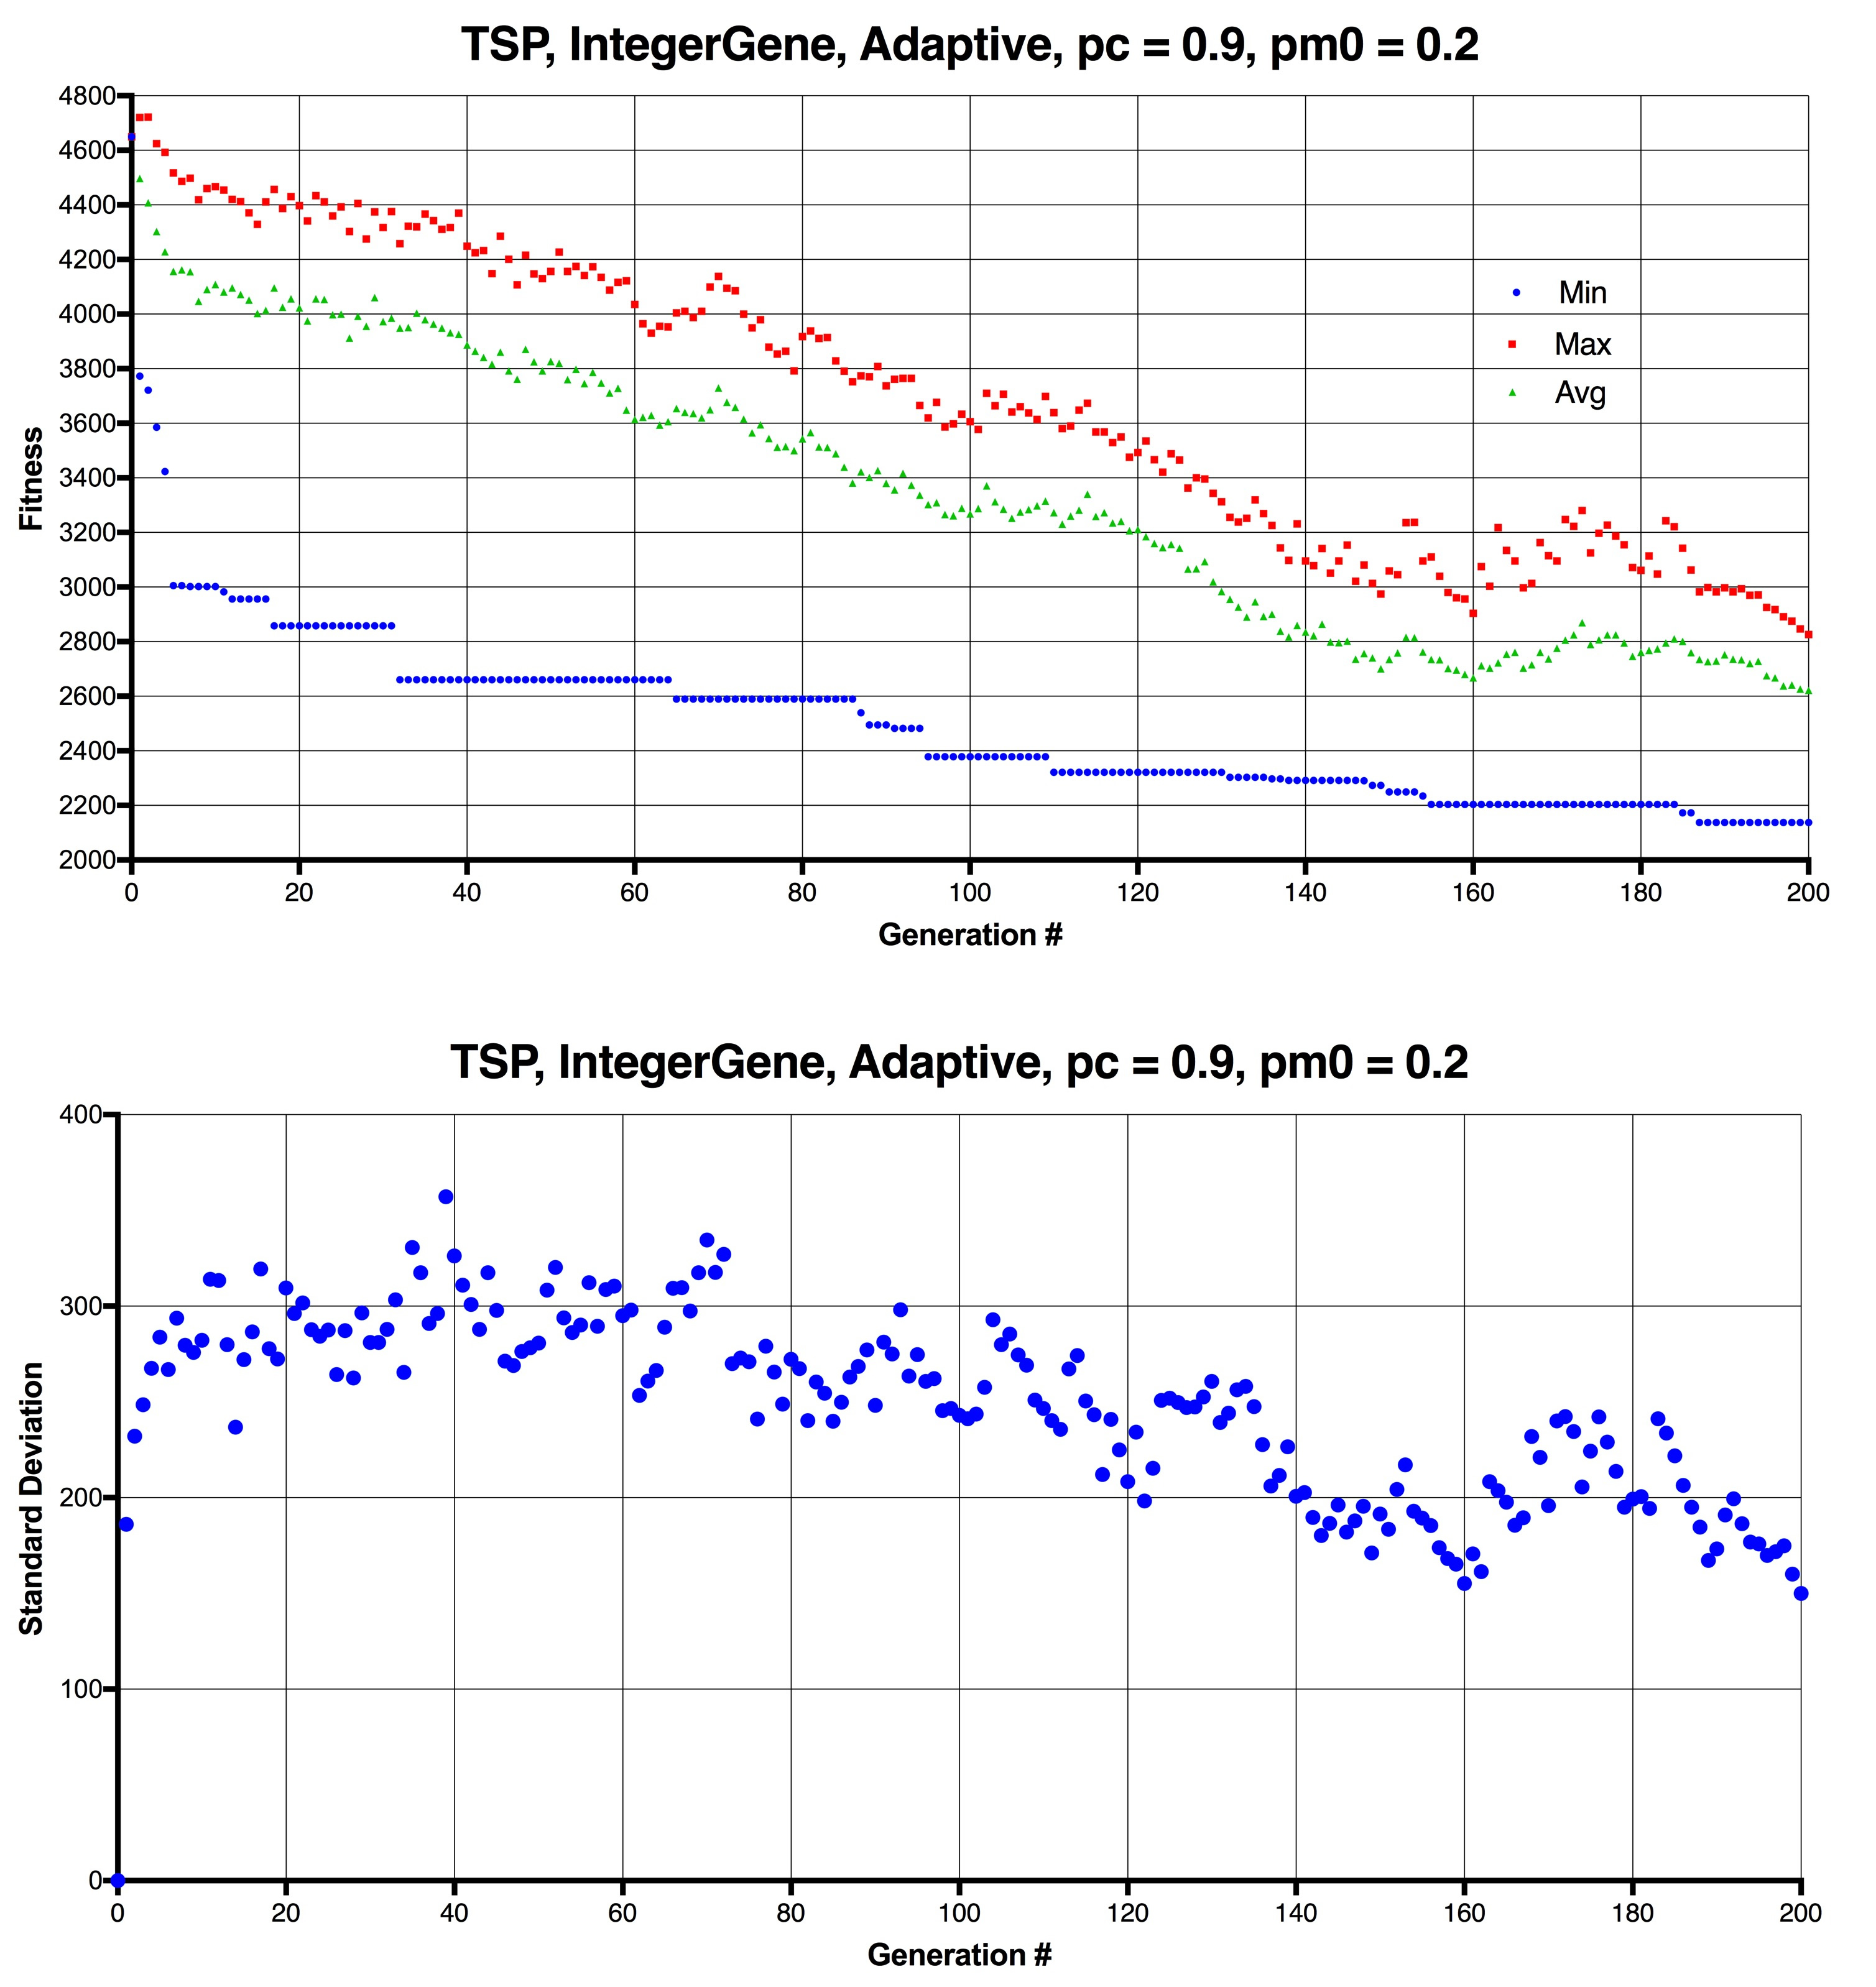 TSP, IntegerGene, Adaptive, pc = 0.9, pm0 = 0.2
4800
4600
4400
4200
4000
3800
3600
3400
3200
3000
2800
2600
2400
2200
2000
Fitness
Min
Max
Avg
0 20 40 60 80 100 120 140 160 180 200
Generation #
TSP, IntegerGene, Adaptive, pc = 0.9, pm0 = 0.2
400
300
200
100
0
Standard Deviation
0 20 40 60 80 100 120 140 160 180 200
Generation #